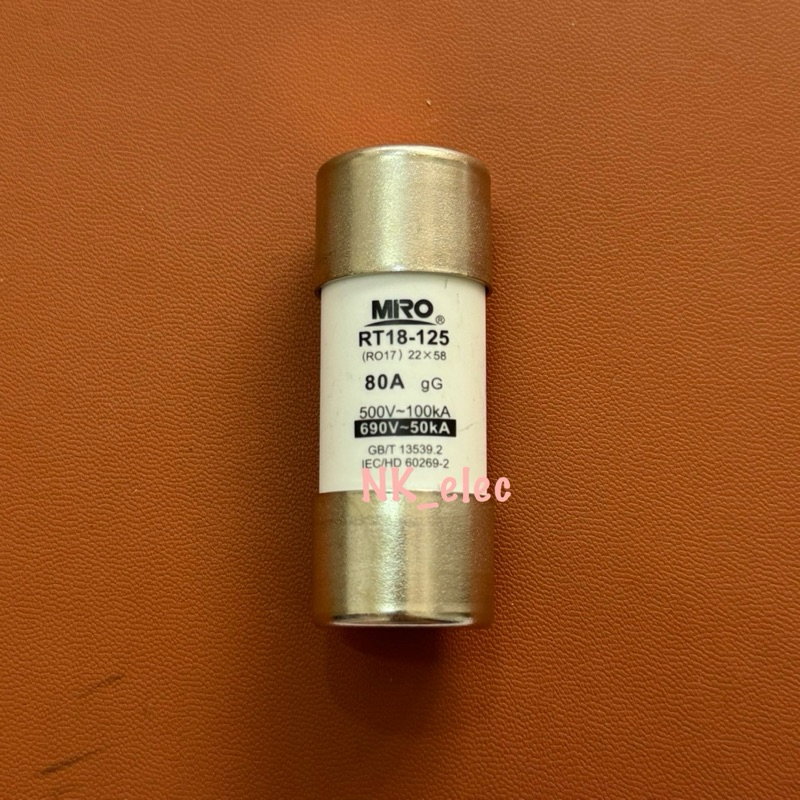 MIRO®
RT18-125
(RO17) 22×58
80A gG
500V~100kA
690V~50kA
GB/T 13539.2
IEC/HD 60269-2
NK_elec